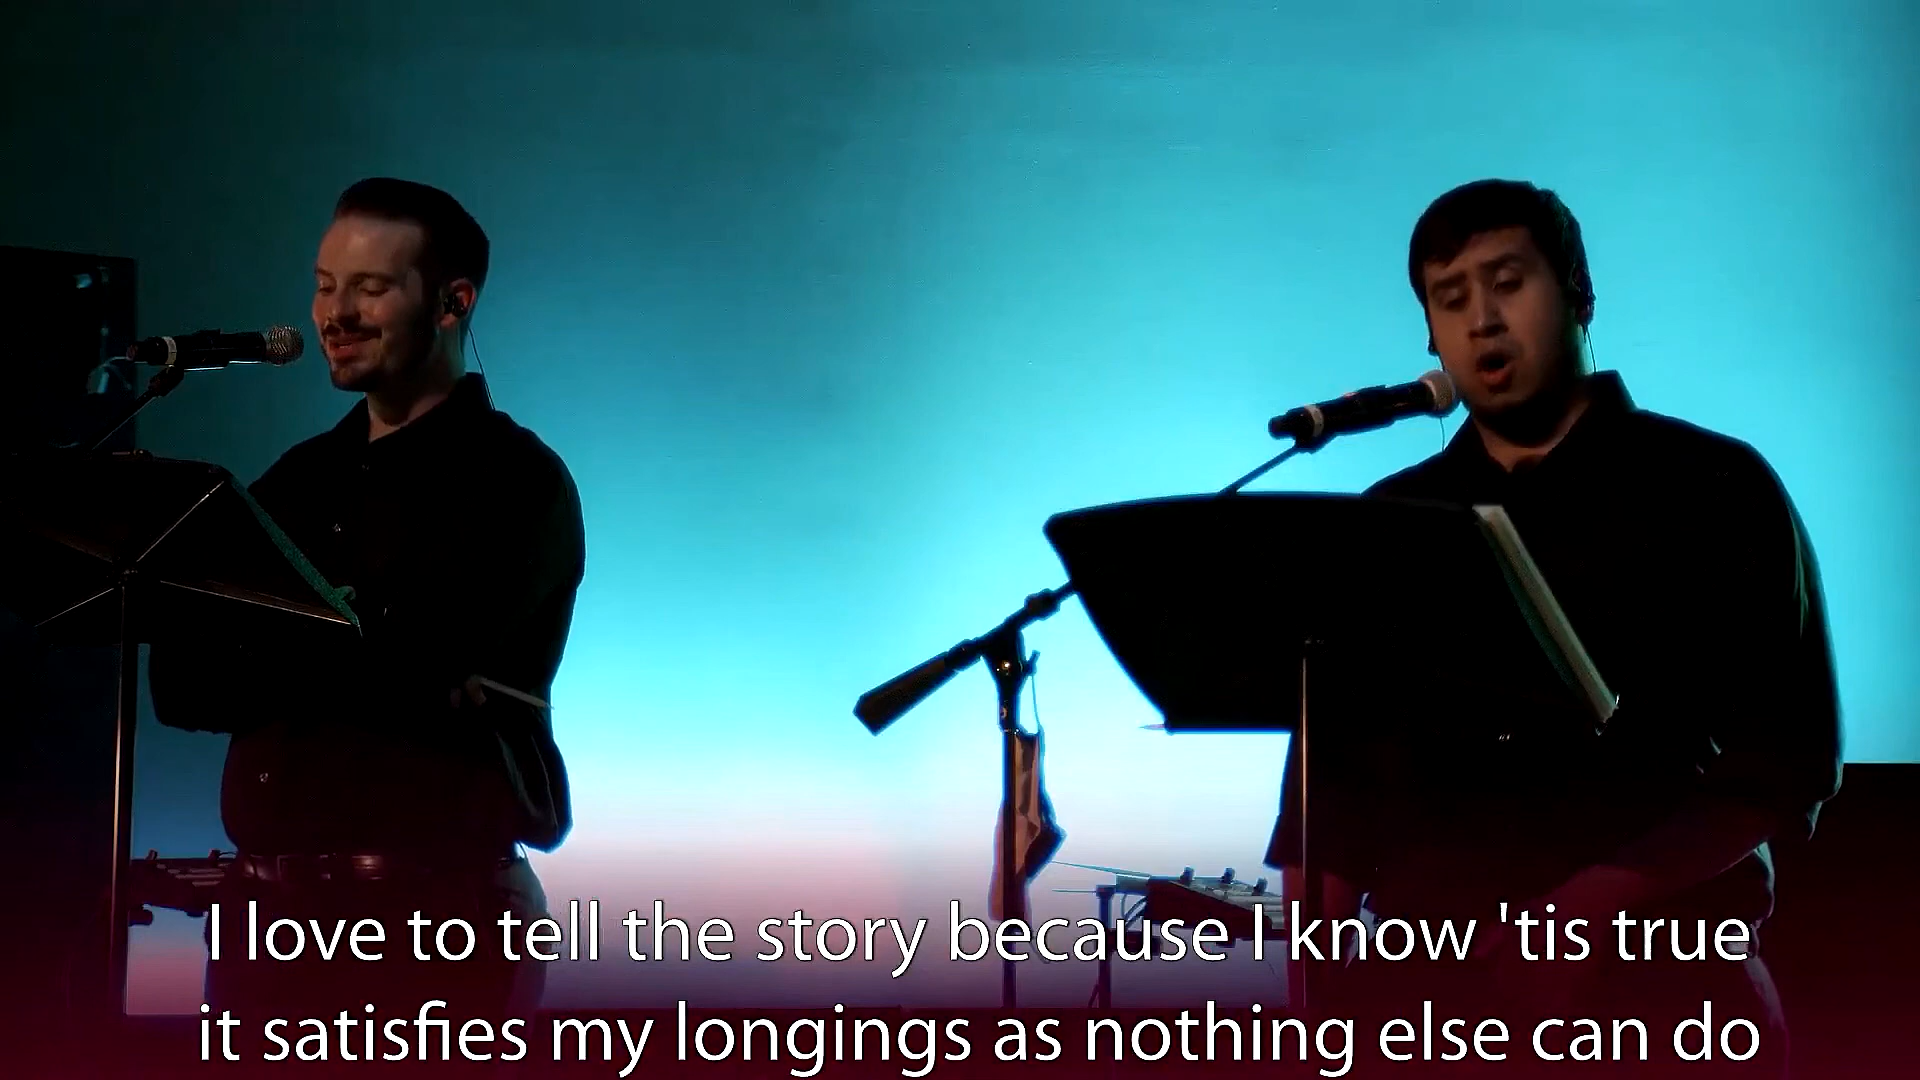 I love to tell the story because I know 'tis true
it satisfies my longings as nothing else can do